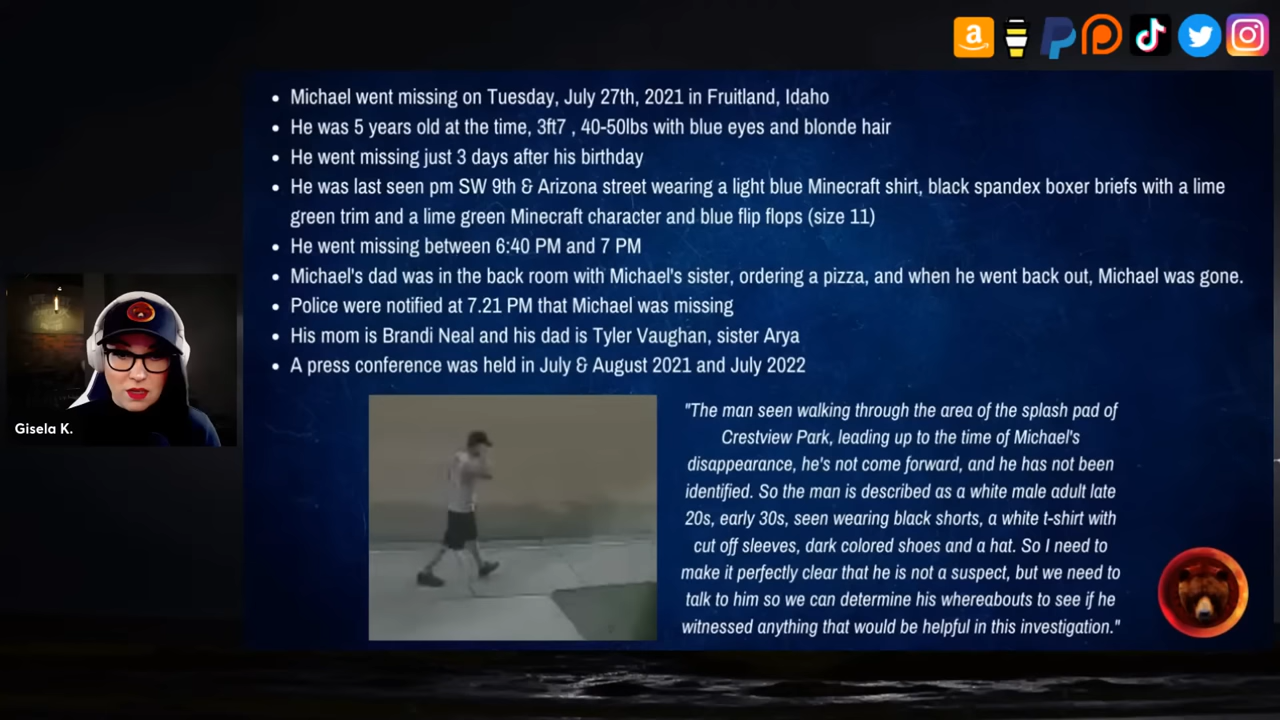 Michael went missing on Tuesday, July 27th, 2021 in Fruitland, Idaho
He was 5 years old at the time, 3ft7 , 40-50lbs with blue eyes and blonde hair
He went missing just 3 days after his birthday
He was last seen pm SW 9th & Arizona street wearing a light blue Minecraft shirt, black spandex boxer briefs with a lime
green trim and a lime green Minecraft character and blue flip flops (size 11)
He went missing between 6:40 PM and 7 PM
Michael's dad was in the back room with Michael's sister, ordering a pizza, and when he went back out, Michael was gone.
Police were notified at 7.21 PM that Michael was missing
His mom is Brandi Neal and his dad is Tyler Vaughan, sister Arya
A press conference was held in July & August 2021 and July 2022
Gisela K.
"The man seen walking through the area of the splash pad of
Crestview Park, leading up to the time of Michael's
disappearance, he's not come forward, and he has not been
identified. So the man is described as a white male adult late
20s, early 30s, seen wearing black shorts, a white t-shirt with
cut off sleeves, dark colored shoes and a hat. So I need to
make it perfectly clear that he is not a suspect, but we need to
talk to him so we can determine his whereabouts to see if he
witnessed anything that would be helpful in this investigation."